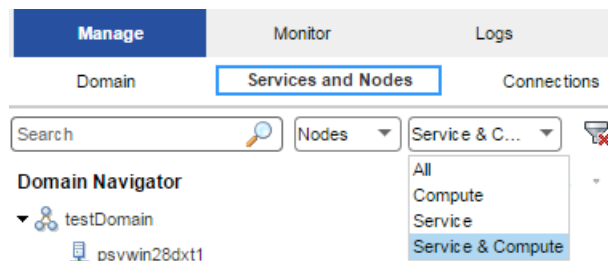 Manage Monitor Logs
Domain Services and Nodes Connections
Search Nodes Service & C...
All
Domain Navigator
Compute
testDomain
Service
Service & Compute
psvwin28dxt1